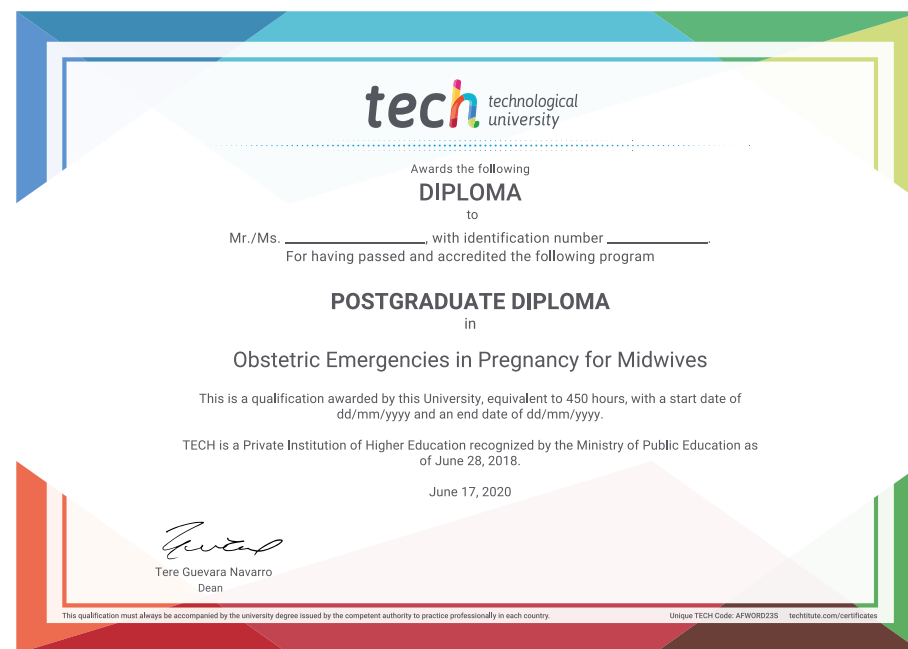 tech technological
university
Awards the following
DIPLOMA
to
Mr./Ms. ____________________, with identification number ______________.
For having passed and accredited the following program
POSTGRADUATE DIPLOMA
in
Obstetric Emergencies in Pregnancy for Midwives
This is a qualification awarded by this University, equivalent to 450 hours, with a start date of
dd/mm/yyyy and an end date of dd/mm/yyyy.
TECH is a Private Institution of Higher Education recognized by the Ministry of Public Education as
of June 28, 2018.
June 17, 2020
Tere Guevara Navarro
Dean
This qualification must always be accompanied by the university degree issued by the competent authority to practice professionally in each country. Unique TECH Code: AFWORD23S techtitute.com/certificates